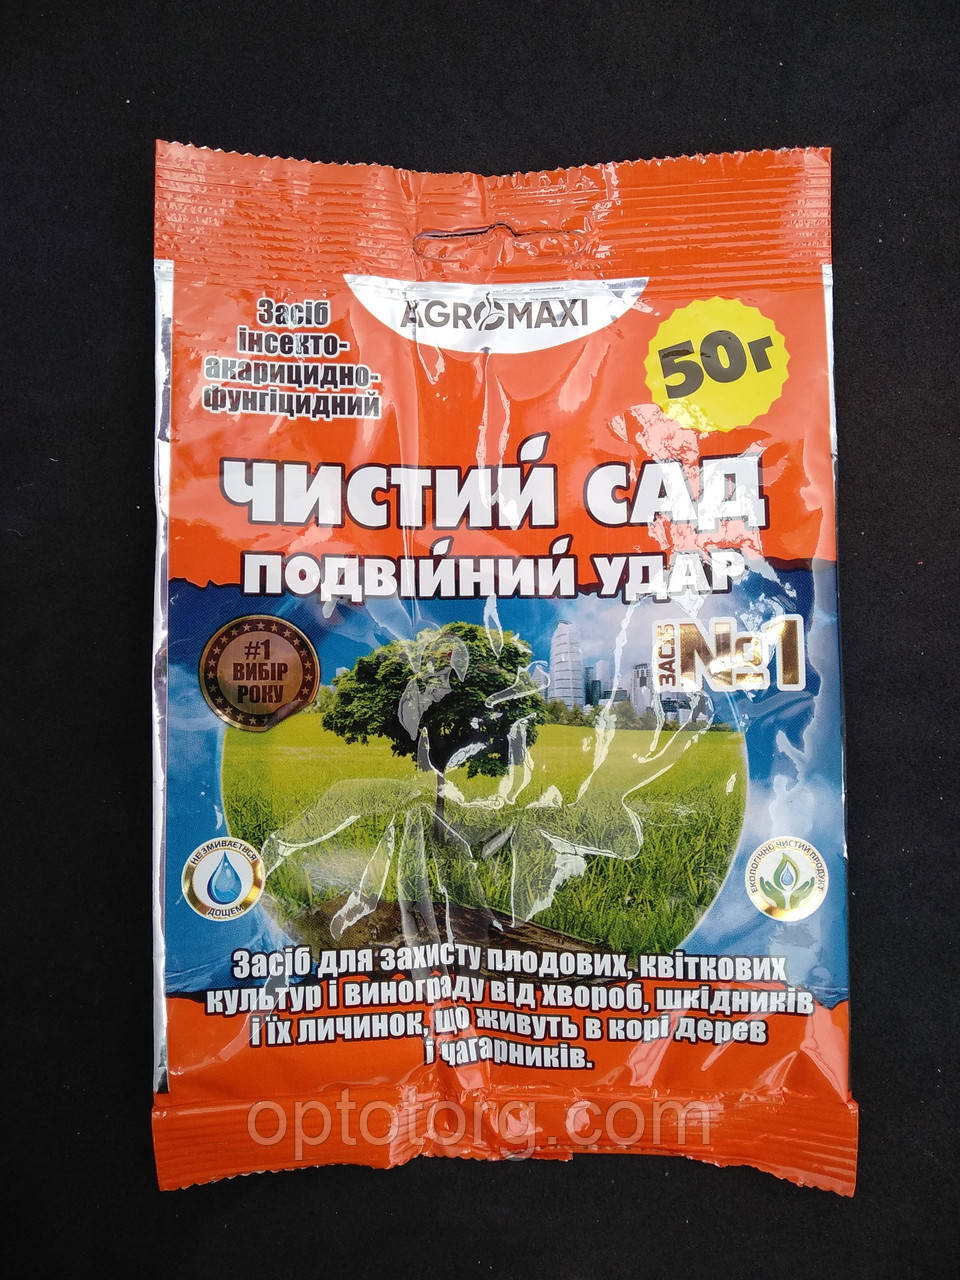 AGROMAXI
Засіб
інсекто-
акарицидно-
фунгіцидний
50г
ЧИСТИЙ САД
ПОДВІЙНИЙ УДАР
#1
ВИБІР
РОКУ
ЗАСІБ
№1
НЕ ЗМИВАЄТЬСЯ
ДОЩЕМ
ЕКОЛОГІЧНО ЧИСТИЙ ПРОДУКТ
Засіб для захисту плодових, квіткових
культур і винограду від хвороб, шкідників
і їх личинок, що живуть в корі дерев
і чагарників.
optotorg.com